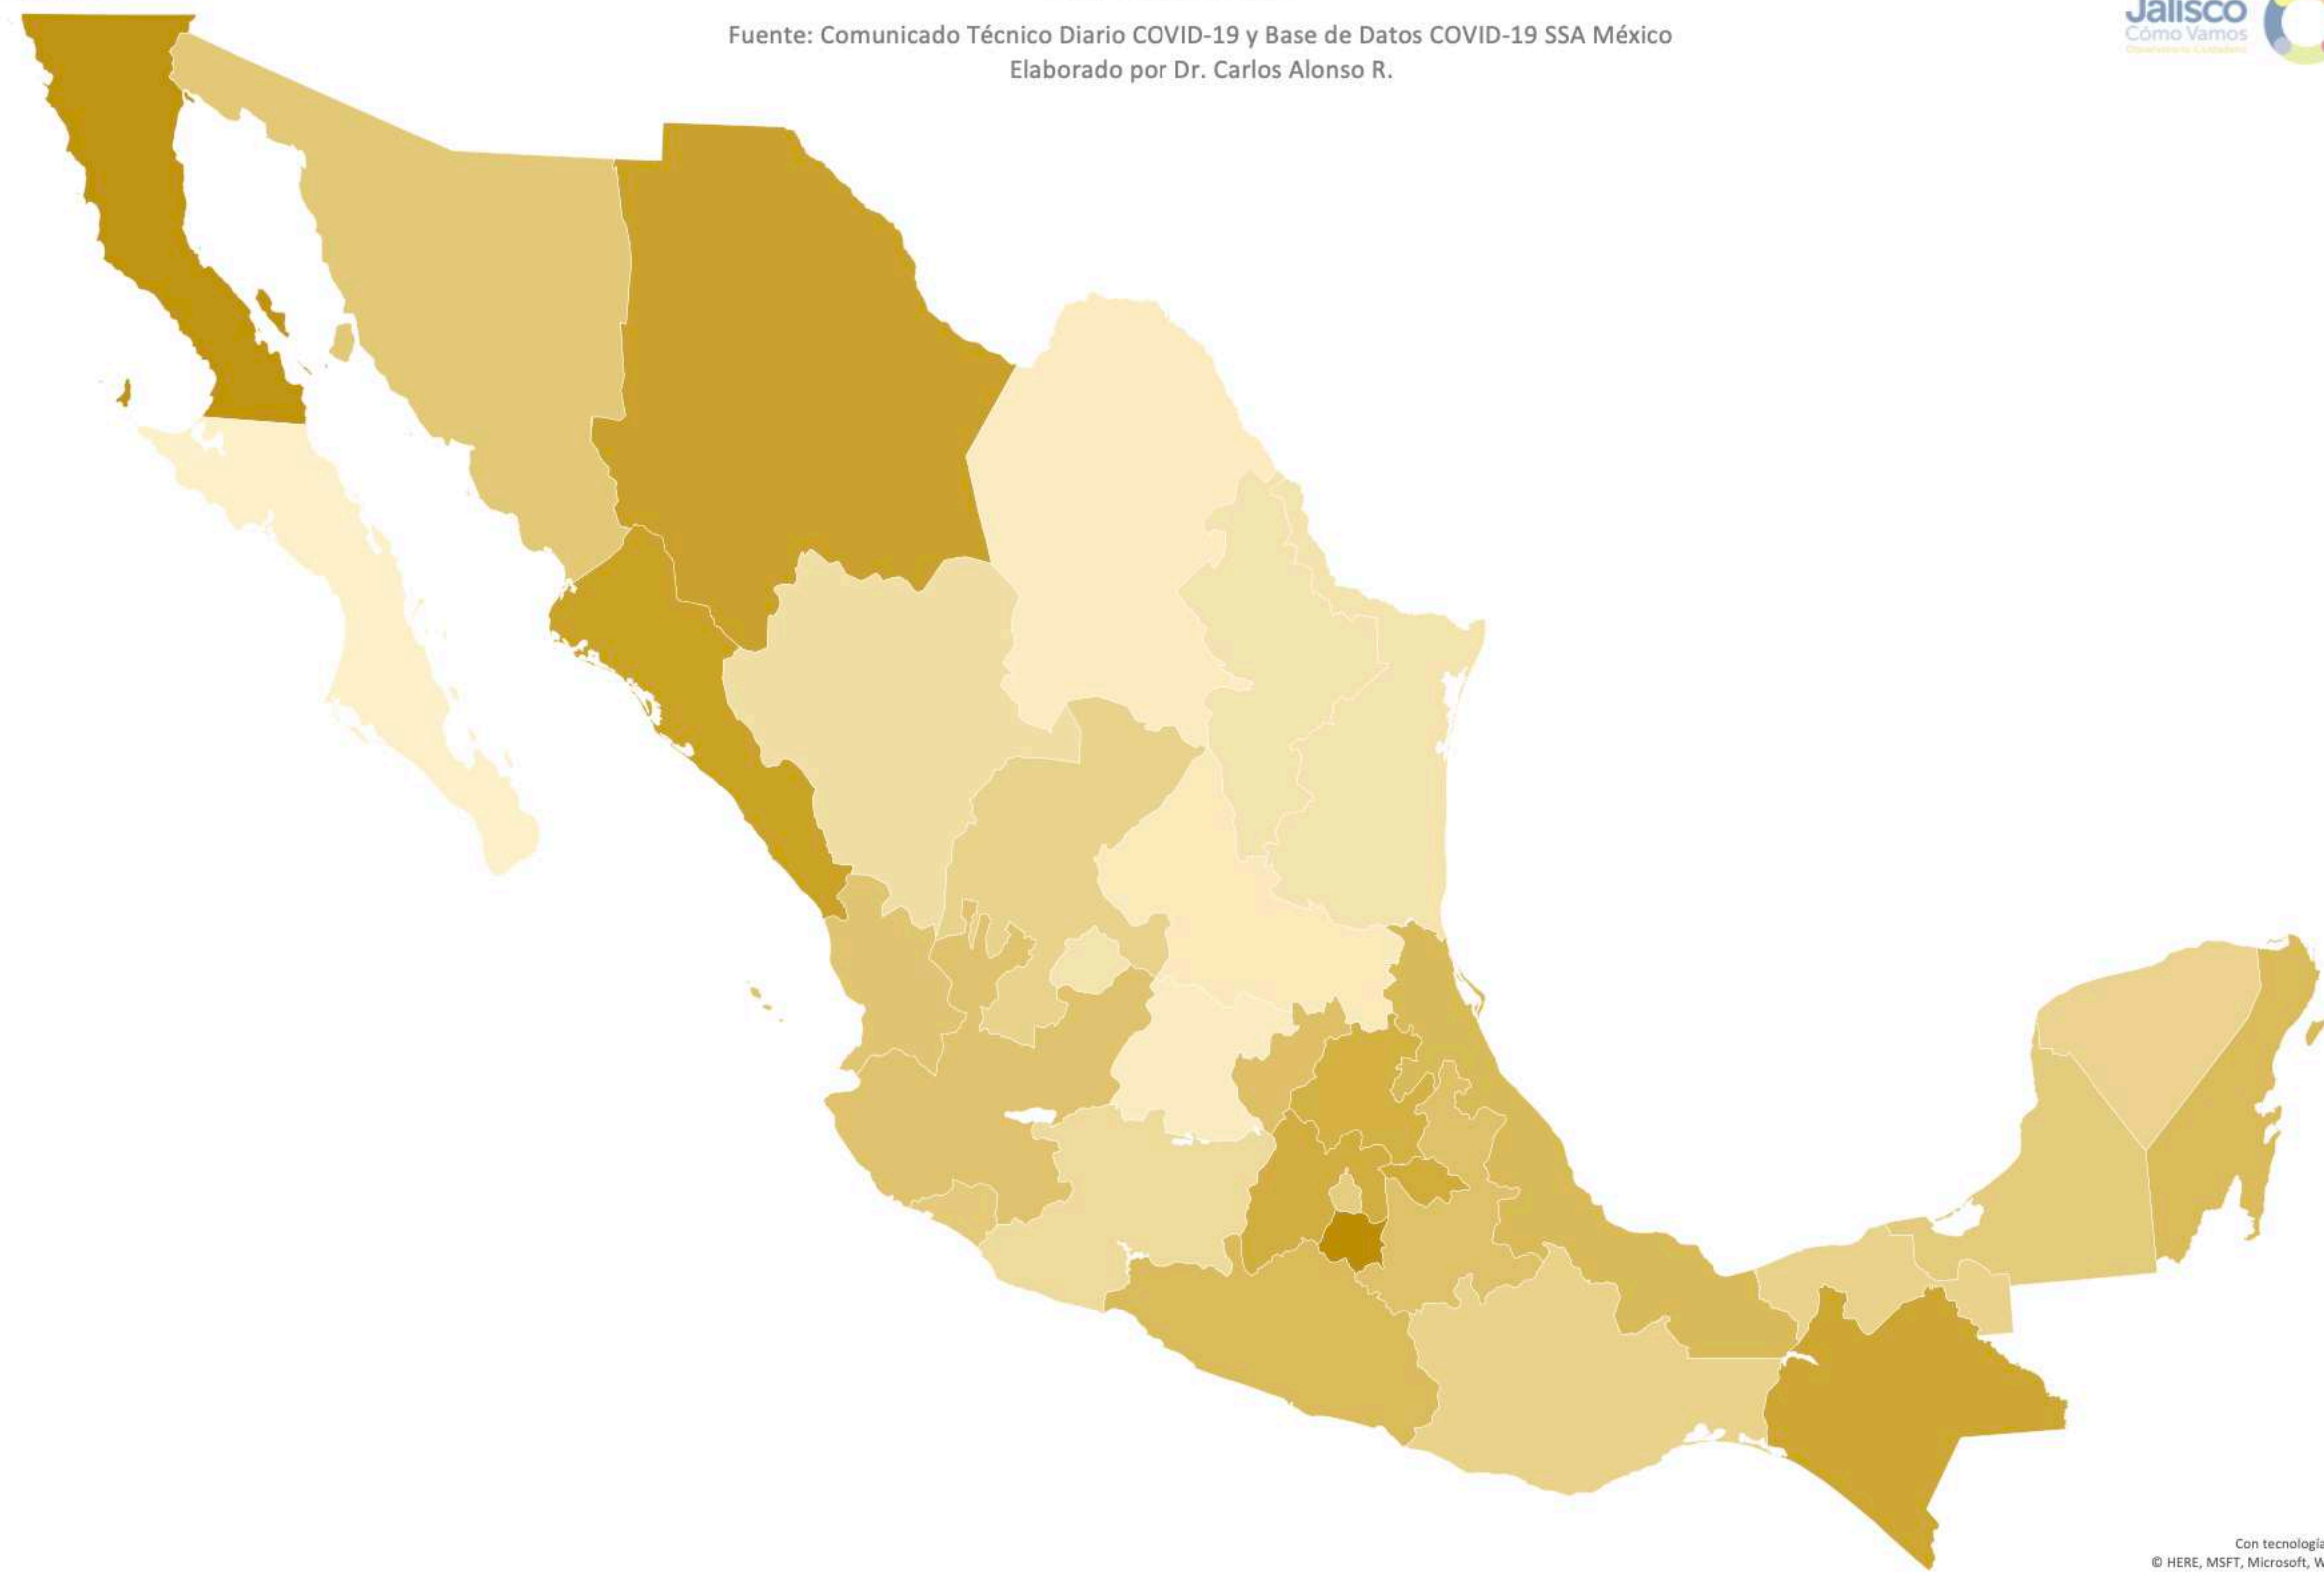 Jalisco
Cómo Vamos
Fuente: Comunicado Técnico Diario COVID-19 y Base de Datos COVID-19 SSA México
Elaborado por Dr. Carlos Alonso R.
Con tecnología
© HERE, MSFT, Microsoft, W